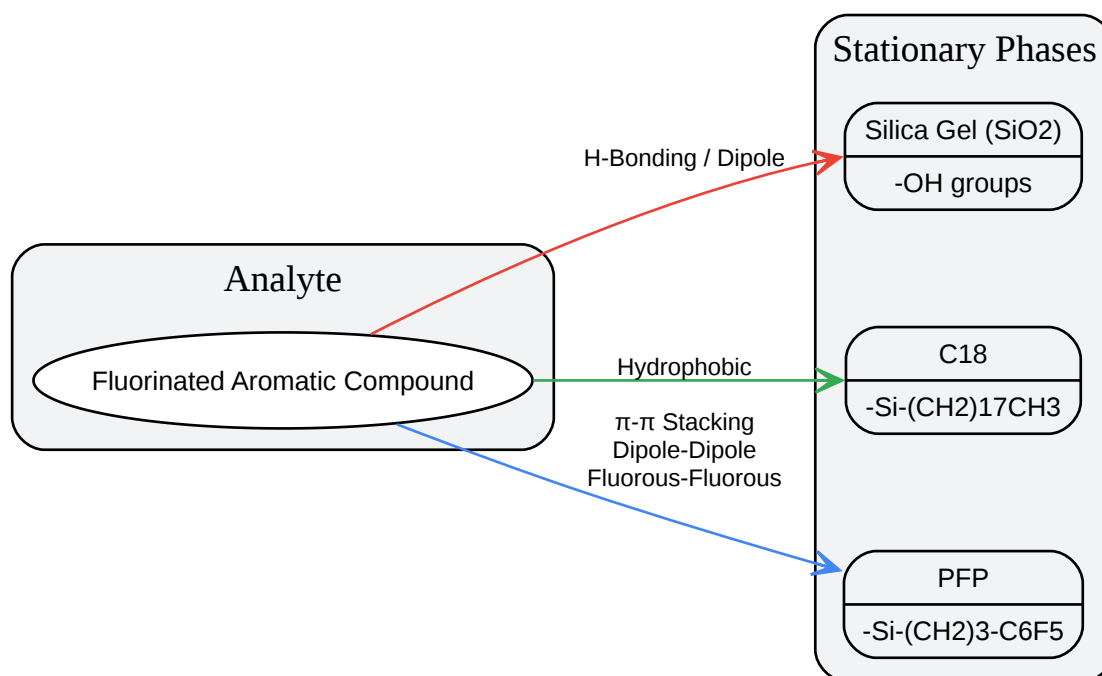 Stationary Phases
Silica Gel (SiO2)
-OH groups
H-Bonding / Dipole
Analyte
Fluorinated Aromatic Compound
Hydrophobic
C18
-Si-(CH2)17CH3
π-π Stacking
Dipole-Dipole
Fluorous-Fluorous
PFP
-Si-(CH2)3-C6F5